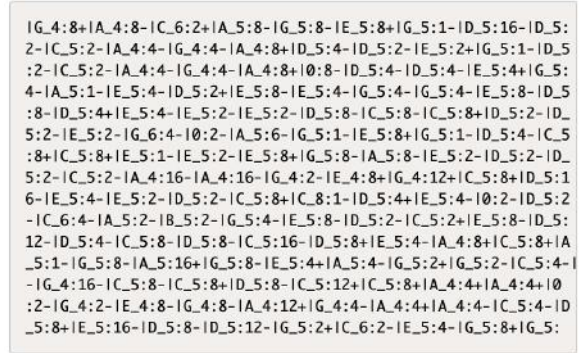 |G_4:8+|A_4:8-|C_6:2+|A_5:8-|G_5:8-|E_5:8+|G_5:1-|D_5:16-|D_5:
2-|C_5:2-|A_4:4-|G_4:4-|A_4:8+|D_5:4-|D_5:2-|E_5:2+|G_5:1-|D_5
:2-|C_5:2-|A_4:4-|G_4:4-|A_4:8+|0:8-|D_5:4-|D_5:4-|E_5:4+|G_5:
4-|A_5:1-|E_5:4-|D_5:2+|E_5:8-|E_5:4-|G_5:4-|G_5:4-|E_5:8-|D_5
:8-|D_5:4+|E_5:4-|E_5:2-|E_5:2-|D_5:8-|C_5:8-|C_5:8+|D_5:2-|D_
5:2-|E_5:2-|G_6:4-|0:2-|A_5:6-|G_5:1-|E_5:8+|G_5:1-|D_5:4-|C_5
:8+|C_5:8+|E_5:1-|E_5:2-|E_5:8+|G_5:8-|A_5:8-|E_5:2-|D_5:2-|D_
5:2-|C_5:2-|A_4:16-|A_4:16-|G_4:2-|E_4:8+|G_4:12+|C_5:8+|D_5:1
6-|E_5:4-|E_5:2-|D_5:2-|C_5:8+|C_8:1-|D_5:4+|E_5:4-|0:2-|D_5:2
-|C_6:4-|A_5:2-|B_5:2-|G_5:4-|E_5:8-|D_5:2-|C_5:2+|E_5:8-|D_5:
12-|D_5:4-|C_5:8-|D_5:8-|C_5:16-|D_5:8+|E_5:4-|A_4:8+|C_5:8+|A
_5:1-|G_5:8-|A_5:16+|G_5:8-|E_5:4+|A_5:4-|G_5:2+|G_5:2-|C_5:4-|
-|G_4:16-|C_5:8-|C_5:8+|D_5:8-|C_5:12+|C_5:8+|A_4:4+|A_4:4+|0
:2-|G_4:2-|E_4:8-|G_4:8-|A_4:12+|G_4:4-|A_4:4+|A_4:4-|C_5:4-|D
_5:8+|E_5:16-|D_5:8-|D_5:12-|G_5:2+|C_6:2-|E_5:4-|G_5:8+|G_5: